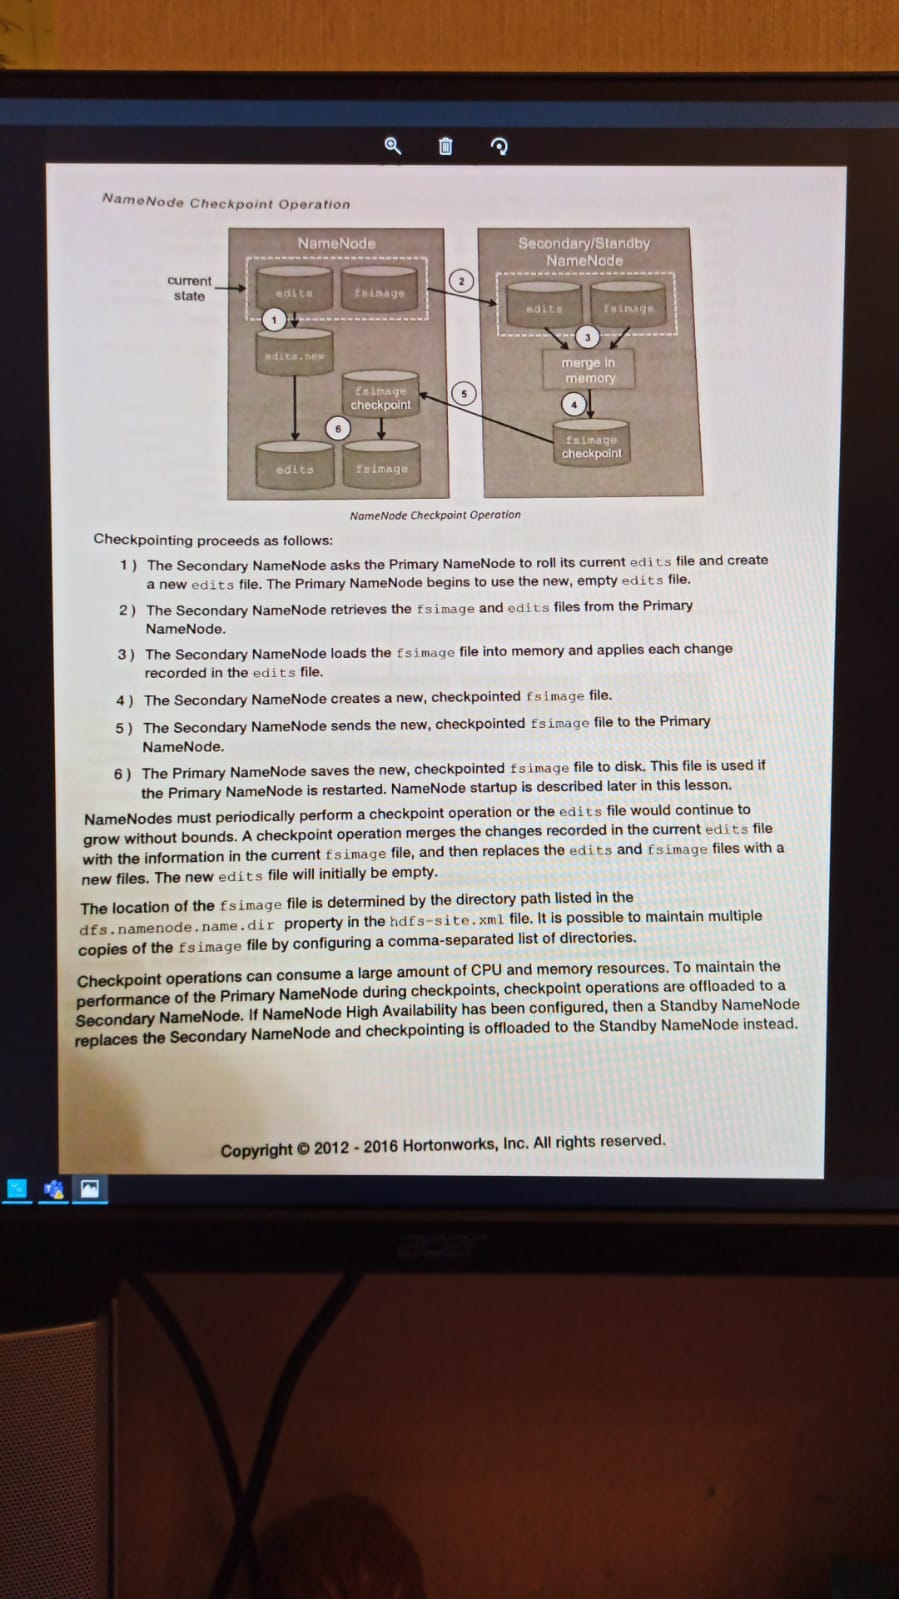 NameNode Checkpoint Operation
NameNode
Secondary/Standby
NameNode
current
state
edits
fsimage
2
edits
fsimage
1
3
edits.new
merge in
memory
fsimage
checkpoint
5
4
6
fsimage
checkpoint
edits
fsimage
NameNode Checkpoint Operation
Checkpointing proceeds as follows:
1) The Secondary NameNode asks the Primary NameNode to roll its current edits file and create
a new edits file. The Primary NameNode begins to use the new, empty edits file.
2) The Secondary NameNode retrieves the fsimage and edits files from the Primary
NameNode.
3) The Secondary NameNode loads the fsimage file into memory and applies each change
recorded in the edits file.
4) The Secondary NameNode creates a new, checkpointed fsimage file.
5) The Secondary NameNode sends the new, checkpointed fsimage file to the Primary
NameNode.
6) The Primary NameNode saves the new, checkpointed fsimage file to disk. This file is used if
the Primary NameNode is restarted. NameNode startup is described later in this lesson.
NameNodes must periodically perform a checkpoint operation or the edits file would continue to
grow without bounds. A checkpoint operation merges the changes recorded in the current edits file
with the information in the current fsimage file, and then replaces the edits and fsimage files with a
new files. The new edits file will initially be empty.
The location of the fsimage file is determined by the directory path listed in the
dfs.namenode.name.dir property in the hdfs-site.xml file. It is possible to maintain multiple
copies of the fsimage file by configuring a comma-separated list of directories.
Checkpoint operations can consume a large amount of CPU and memory resources. To maintain the
performance of the Primary NameNode during checkpoints, checkpoint operations are offloaded to a
Secondary NameNode. If NameNode High Availability has been configured, then a Standby NameNode
replaces the Secondary NameNode and checkpointing is offloaded to the Standby NameNode instead.
Copyright © 2012 - 2016 Hortonworks, Inc. All rights reserved.
acer